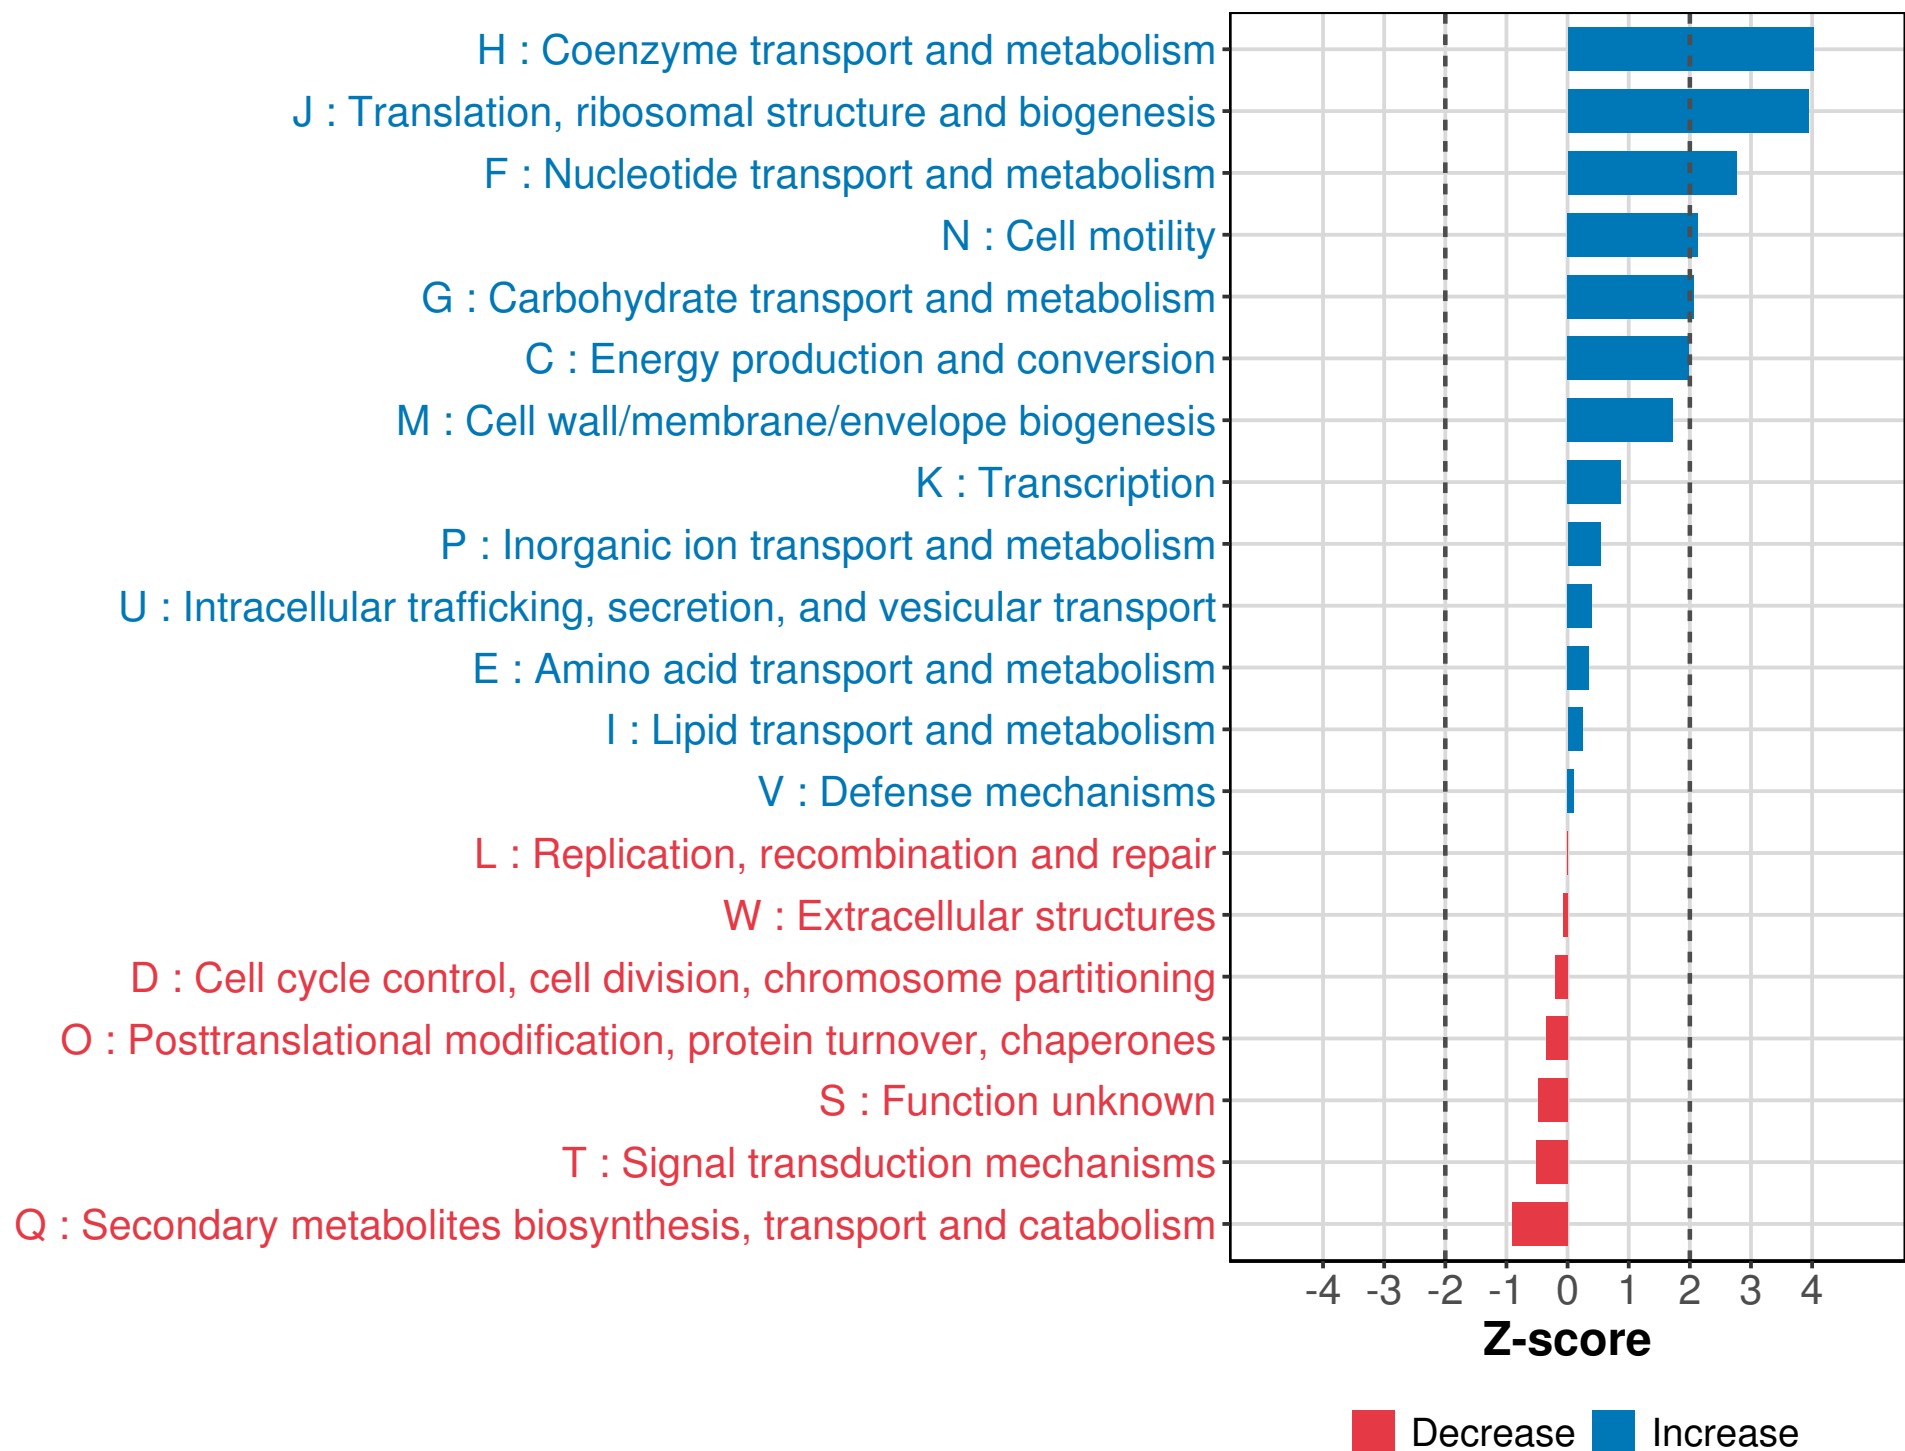 H : Coenzyme transport and metabolism
J : Translation, ribosomal structure and biogenesis
F : Nucleotide transport and metabolism
N : Cell motility
G : Carbohydrate transport and metabolism
C : Energy production and conversion
M : Cell wall/membrane/envelope biogenesis
K : Transcription
P : Inorganic ion transport and metabolism
U : Intracellular trafficking, secretion, and vesicular transport
E : Amino acid transport and metabolism
I : Lipid transport and metabolism
V : Defense mechanisms
L : Replication, recombination and repair
W : Extracellular structures
D : Cell cycle control, cell division, chromosome partitioning
O : Posttranslational modification, protein turnover, chaperones
S : Function unknown
T : Signal transduction mechanisms
Q : Secondary metabolites biosynthesis, transport and catabolism
-4 -3 -2 -1 0 1 2 3 4
Z-score
Decrease Increase